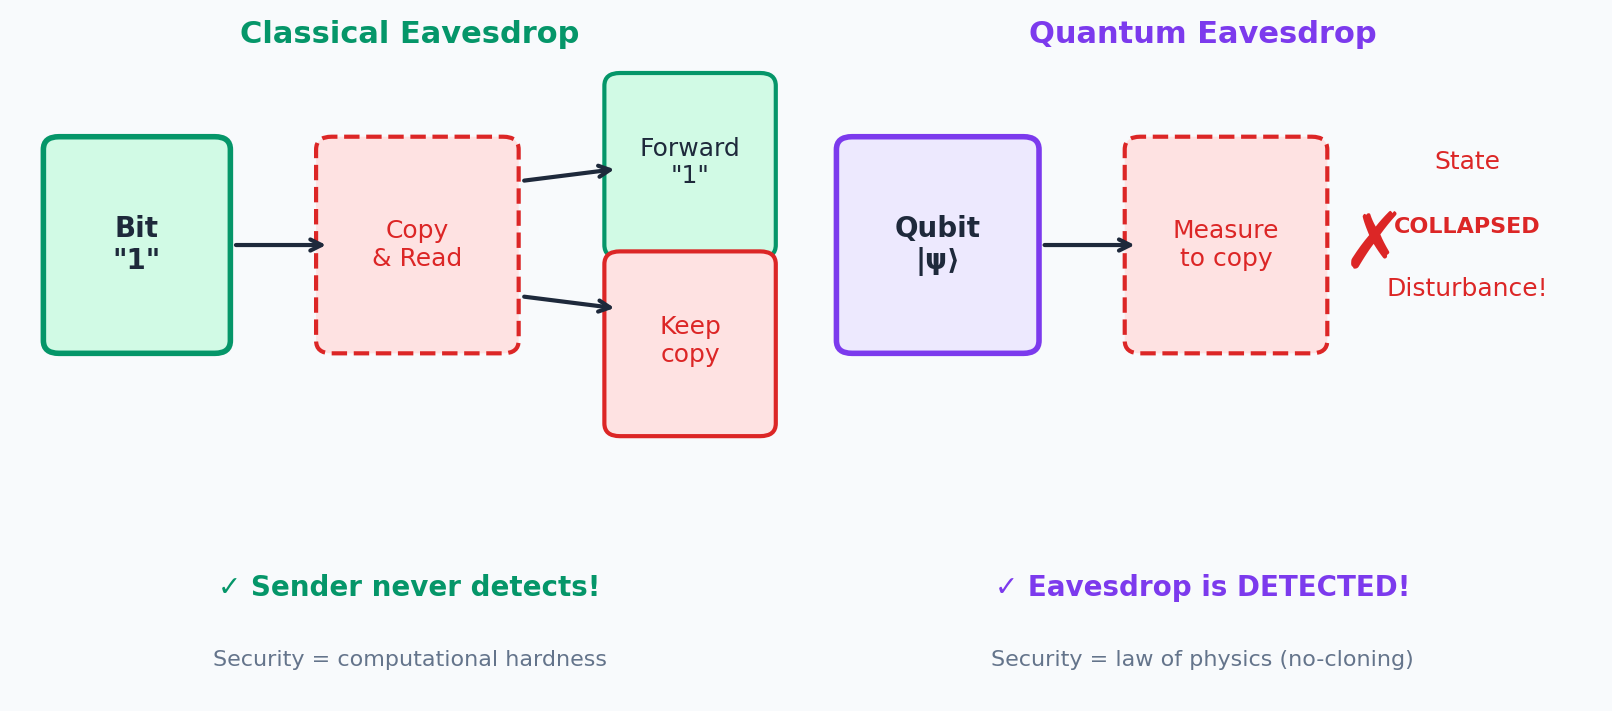 Classical Eavesdrop
Bit
"1"
Copy
& Read
Forward
"1"
Keep
copy
✓ Sender never detects!
Security = computational hardness
Quantum Eavesdrop
Qubit
|ψ⟩
Measure
to copy
✗
State
COLLAPSED
Disturbance!
✓ Eavesdrop is DETECTED!
Security = law of physics (no-cloning)